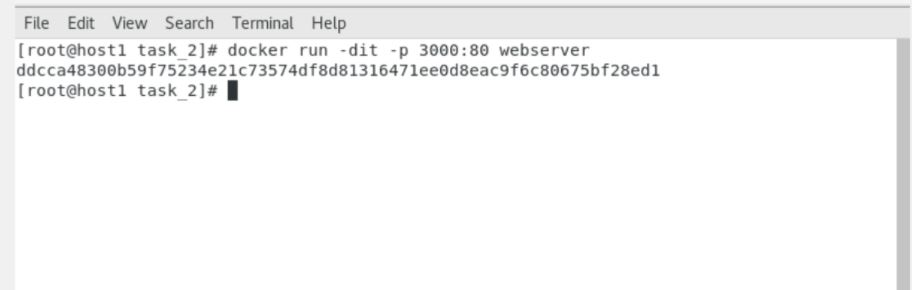 File Edit View Search Terminal Help
[root@host1 task_2]# docker run -dit -p 3000:80 webserver
ddcca48300b59f75234e21c73574df8d81316471ee0d8eac9f6c80675bf28ed1
[root@host1 task_2]#